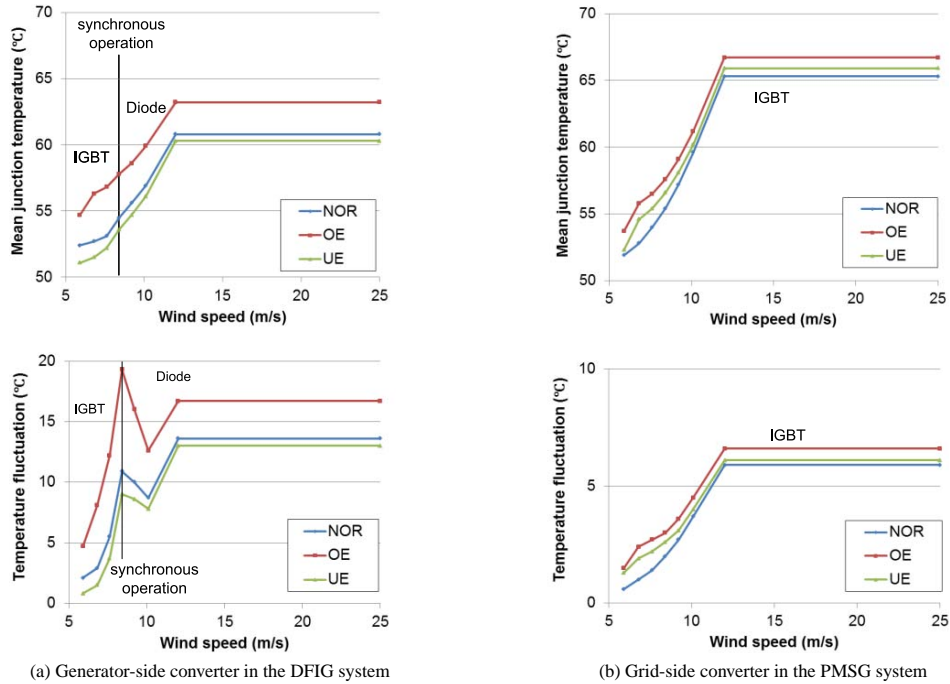 70
65
60
55
50
Mean junction temperature (℃)
synchronous
operation
Diode
IGBT
NOR
OE
UE
5
10
15
20
25
Wind speed (m/s)
70
65
60
55
50
Mean junction temperature (℃)
IGBT
NOR
OE
UE
5
10
15
20
25
Wind speed (m/s)
20
15
10
5
0
Temperature fluctuation (℃)
Diode
IGBT
synchronous
operation
NOR
OE
UE
5
10
15
20
25
Wind speed (m/s)
(a) Generator-side converter in the DFIG system
10
5
0
Temperature fluctuation (℃)
IGBT
NOR
OE
UE
5
10
15
20
25
Wind speed (m/s)
(b) Grid-side converter in the PMSG system